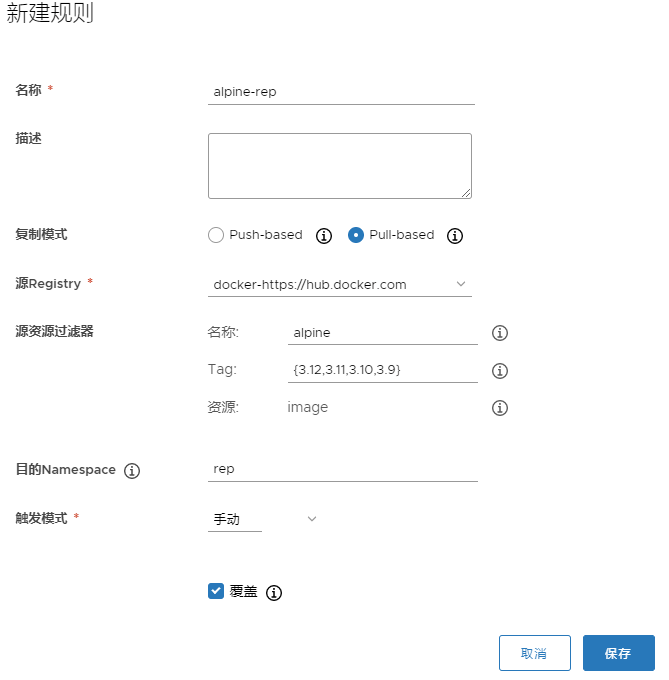 新建规则
名称 *
alpine-rep
描述
复制模式
Push-based
Pull-based
源Registry *
docker-https://hub.docker.com
源资源过滤器
名称:
alpine
Tag:
{3.12,3.11,3.10,3.9}
资源:
image
目的Namespace
rep
触发模式 *
手动
覆盖
取消
保存